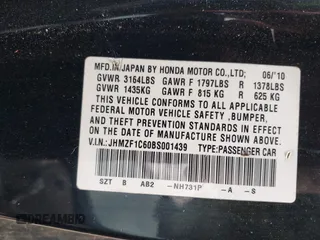 MFD.IN JAPAN BY HONDA MOTOR CO.,LTD; 06/'10
GVWR 3164LBS GAWR F 1797LBS R 1378LBS
GVWR 1435KG GAWR F 815 KG R 625 KG
THIS VEHICLE CONFORMS TO ALL APPLICABLE
FEDERAL MOTOR VEHICLE SAFETY ,BUMPER,
AND THEFT PREVENTION STANDARDS IN EFFECT
ON THE DATE OF MANUFACTURE SHOWN ABOVE.
V.I.N.: JHMZF1C60BS001439 TYPE:PASSENGER CAR
SZT B AB2 -NH731P -A -S